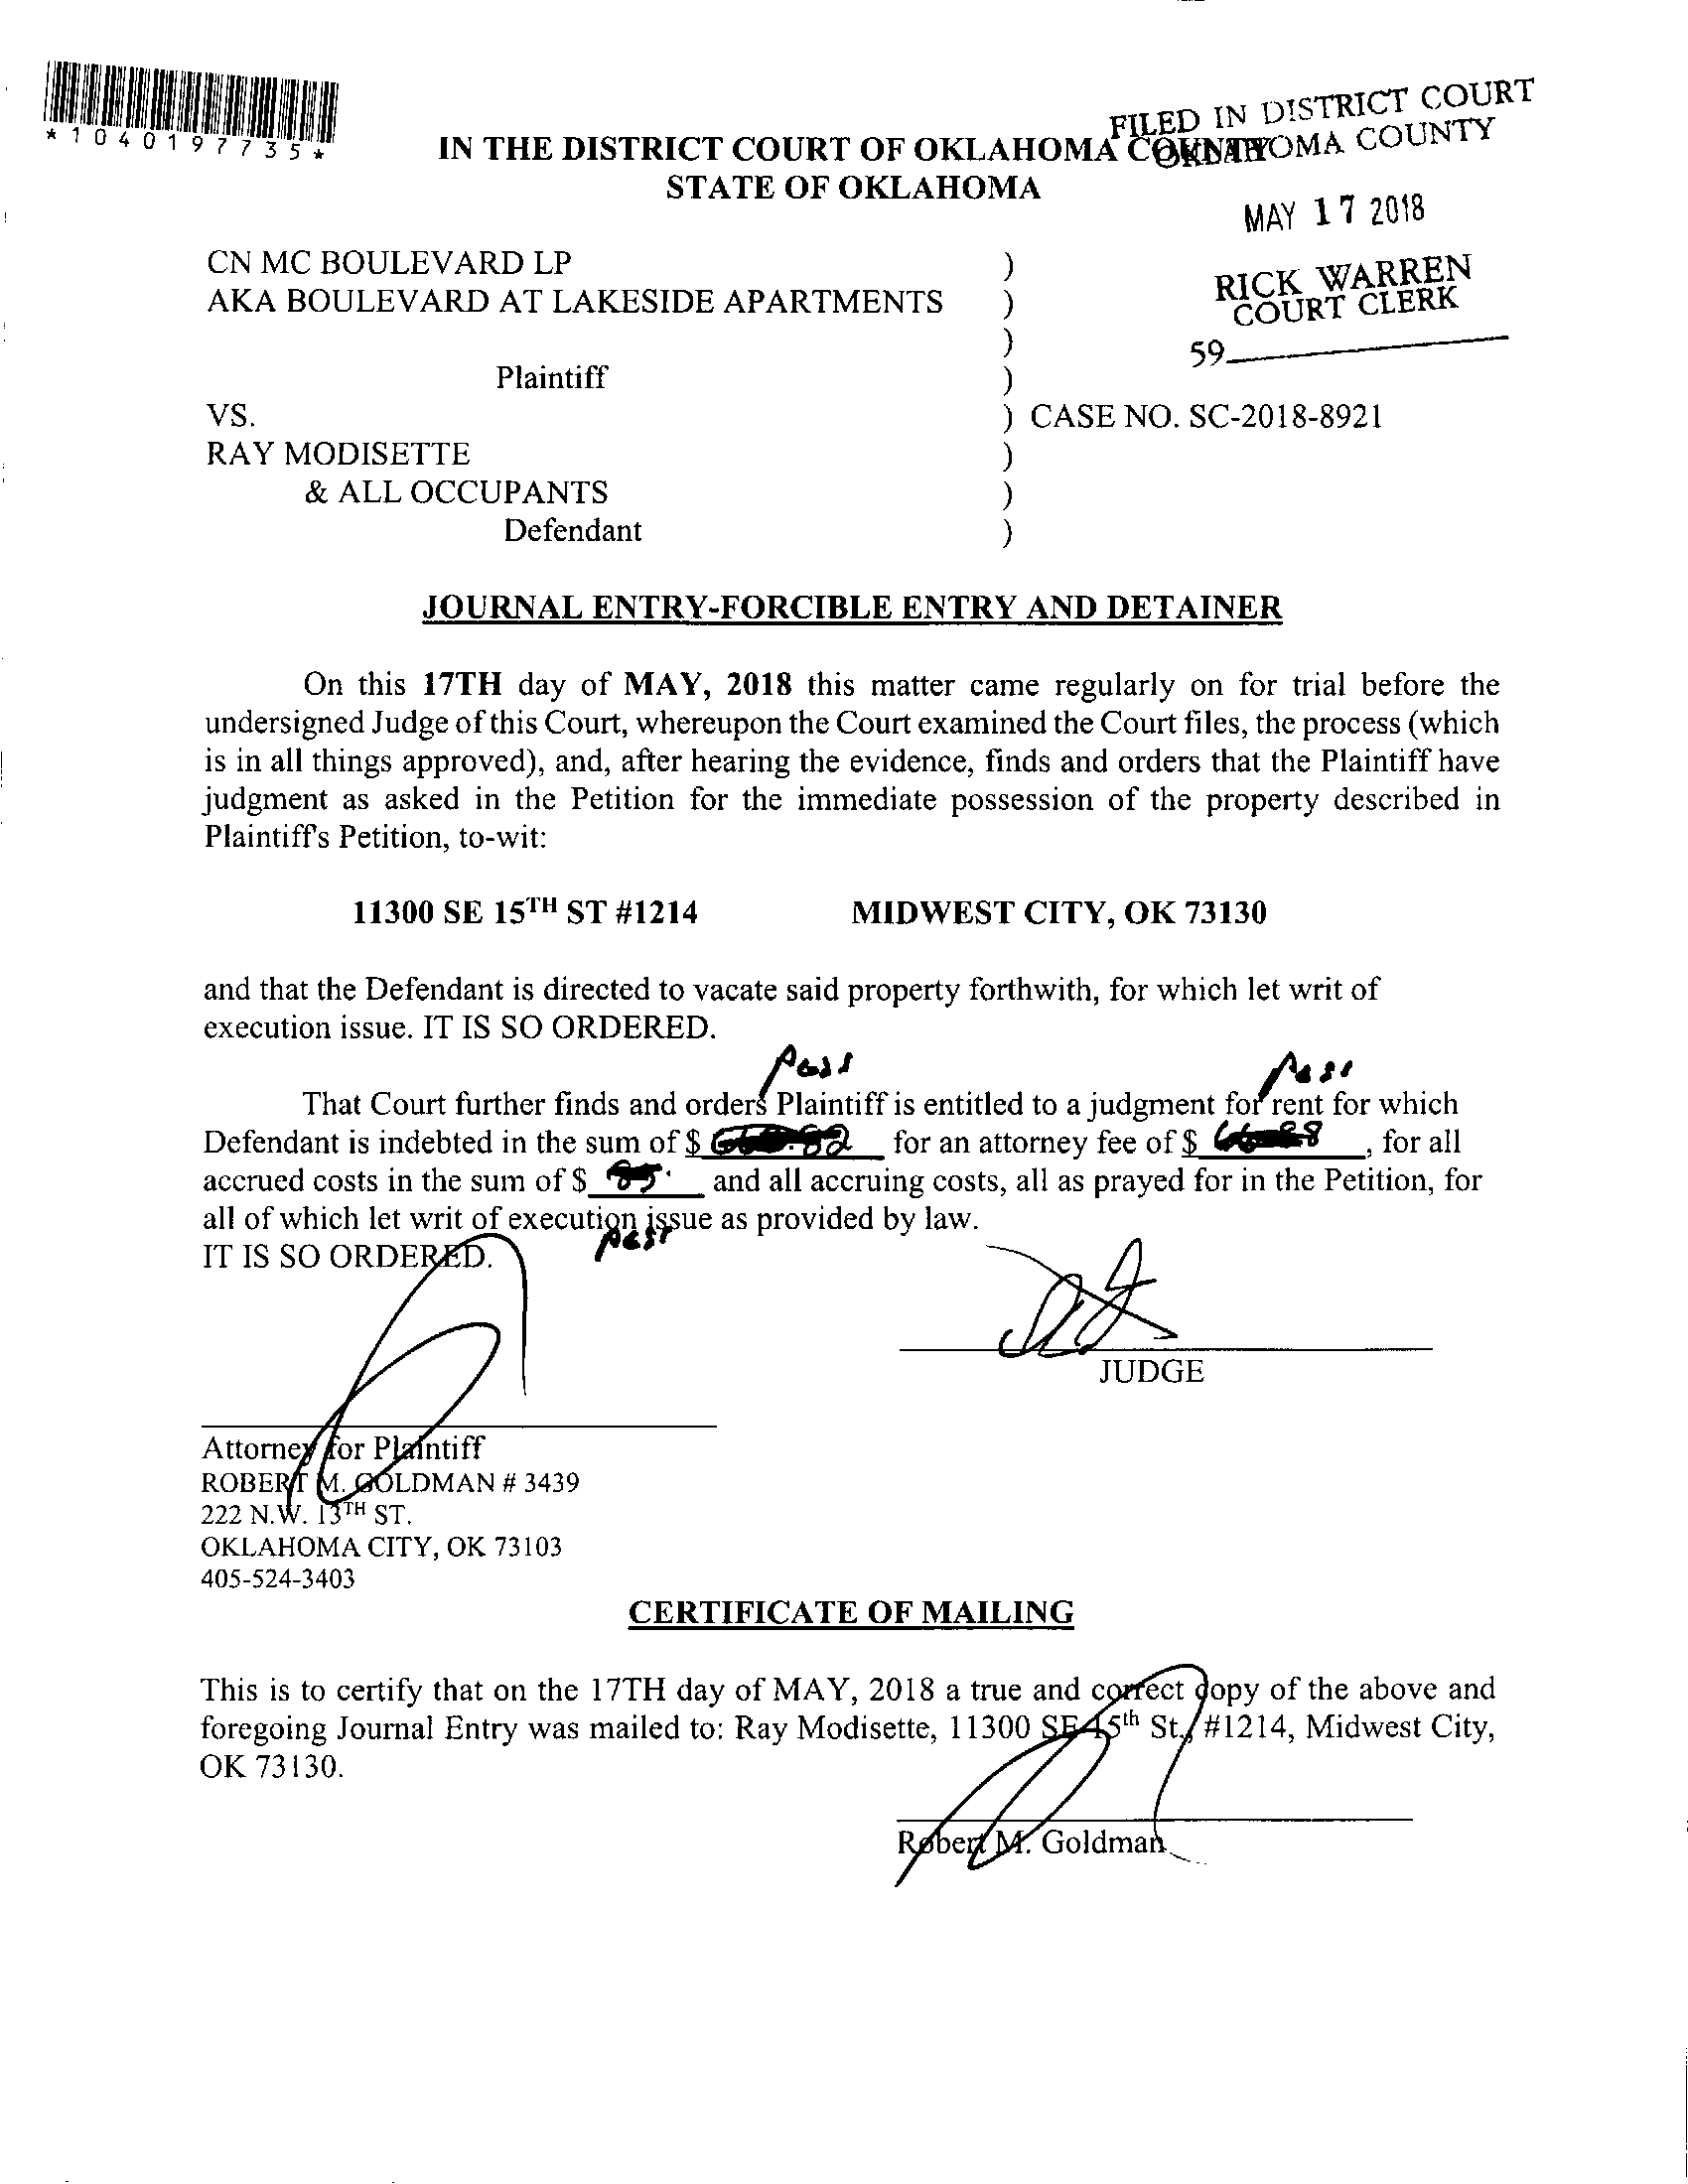 *1040197735*
FILED IN DISTRICT COURT
OKLAHOMA COUNTY
IN THE DISTRICT COURT OF OKLAHOMA COUNTY
STATE OF OKLAHOMA
MAY 17 2018
RICK WARREN
COURT CLERK
59
CN MC BOULEVARD LP )
AKA BOULEVARD AT LAKESIDE APARTMENTS )
)
Plaintiff )
VS. ) CASE NO. SC-2018-8921
RAY MODISETTE )
& ALL OCCUPANTS )
Defendant )
JOURNAL ENTRY-FORCIBLE ENTRY AND DETAINER
On this 17TH day of MAY, 2018 this matter came regularly on for trial before the
undersigned Judge of this Court, whereupon the Court examined the Court files, the process (which
is in all things approved), and, after hearing the evidence, finds and orders that the Plaintiff have
judgment as asked in the Petition for the immediate possession of the property described in
Plaintiff's Petition, to-wit:
11300 SE 15TH ST #1214 MIDWEST CITY, OK 73130
and that the Defendant is directed to vacate said property forthwith, for which let writ of
execution issue. IT IS SO ORDERED.
Pass Pass
That Court further finds and orders Plaintiff is entitled to a judgment for rent for which
Defendant is indebted in the sum of $ for an attorney fee of $ , for all
accrued costs in the sum of $ 85. and all accruing costs, all as prayed for in the Petition, for
all of which let writ of execution issue as provided by law.
Pass
IT IS SO ORDERED.
JUDGE
Attorney for Plaintiff
ROBERT M. GOLDMAN # 3439
222 N.W. 13TH ST.
OKLAHOMA CITY, OK 73103
405-524-3403
CERTIFICATE OF MAILING
This is to certify that on the 17TH day of MAY, 2018 a true and correct copy of the above and
foregoing Journal Entry was mailed to: Ray Modisette, 11300 SE 15th St., #1214, Midwest City,
OK 73130.
Robert M. Goldman